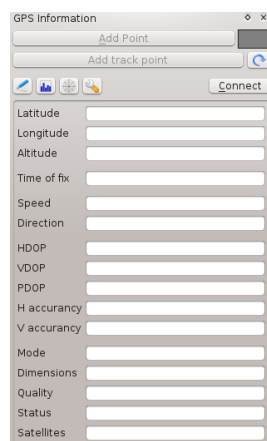 GPS Information
Add Point
Add track point
Connect
Latitude
Longitude
Altitude
Time of fix
Speed
Direction
HDOP
VDOP
PDOP
H accurancy
V accurancy
Mode
Dimensions
Quality
Status
Satellites